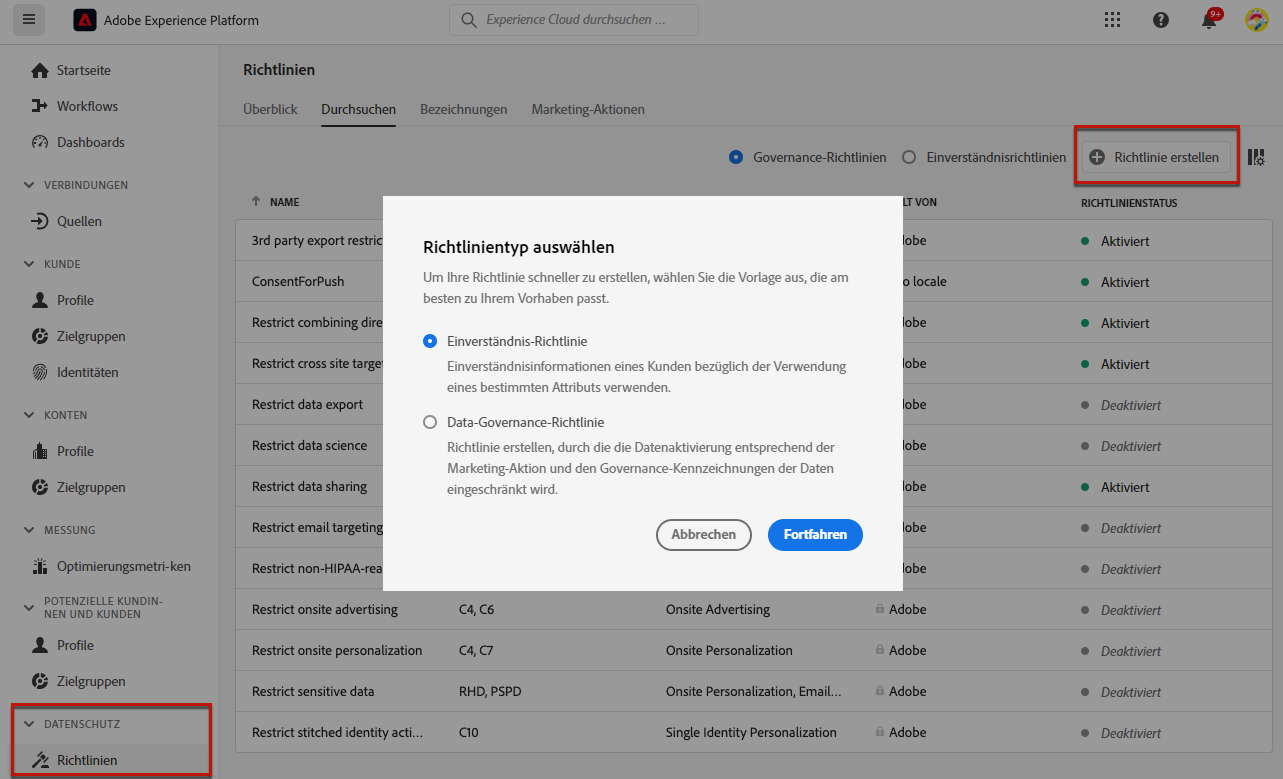 Adobe Experience Platform
Experience Cloud durchsuchen ...
9+
Startseite
Workflows
Dashboards
VERBINDUNGEN
Quellen
KUNDE
Profile
Zielgruppen
Identitäten
KONTEN
Profile
Zielgruppen
MESSUNG
Optimierungsmetri-ken
POTENZIELLE KUNDIN-
NEN UND KUNDEN
Profile
Zielgruppen
DATENSCHUTZ
Richtlinien
Richtlinien
Überblick Durchsuchen Bezeichnungen Marketing-Aktionen
Governance-Richtlinien Einverständnisrichtlinien Richtlinie erstellen
NAME LT VON RICHTLINIENSTATUS
3rd party export restric dobe Aktiviert
ConsentForPush o locale Aktiviert
Restrict combining dire dobe Aktiviert
Restrict cross site target dobe Aktiviert
Restrict data export dobe Deaktiviert
Restrict data science dobe Deaktiviert
Restrict data sharing dobe Aktiviert
Restrict email targeting dobe Deaktiviert
Restrict non-HIPAA-rea dobe Deaktiviert
Restrict onsite advertising C4, C6 Onsite Advertising Adobe Deaktiviert
Restrict onsite personalization C4, C7 Onsite Personalization Adobe Deaktiviert
Restrict sensitive data RHD, PSPD Onsite Personalization, Email... Adobe Deaktiviert
Restrict stitched identity acti... C10 Single Identity Personalization Adobe Deaktiviert
Richtlinientyp auswählen
Um Ihre Richtlinie schneller zu erstellen, wählen Sie die Vorlage aus, die am
besten zu Ihrem Vorhaben passt.
Einverständnis-Richtlinie
Einverständnisinformationen eines Kunden bezüglich der Verwendung
eines bestimmten Attributs verwenden.
Data-Governance-Richtlinie
Richtlinie erstellen, durch die die Datenaktivierung entsprechend der
Marketing-Aktion und den Governance-Kennzeichnungen der Daten
eingeschränkt wird.
Abbrechen Fortfahren